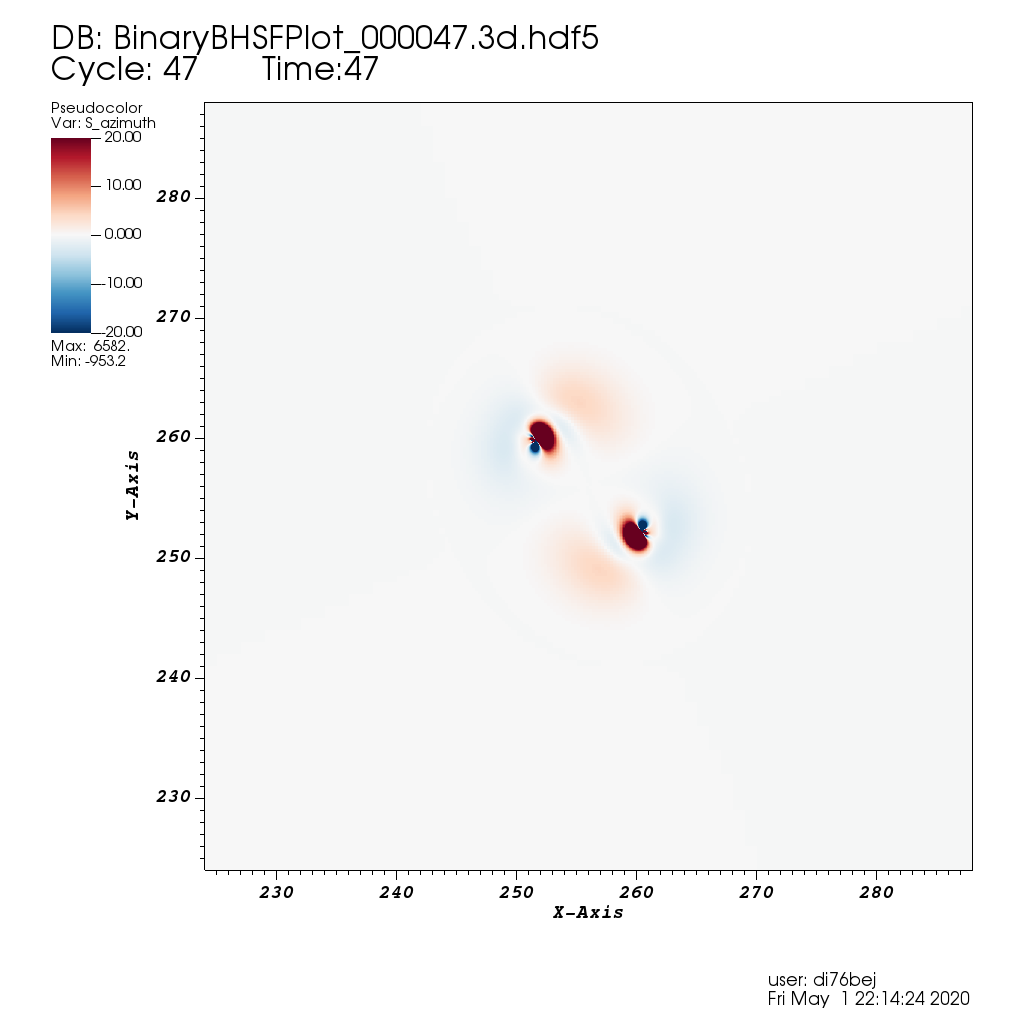 DB: BinaryBHSFPlot_000047.3d.hdf5
Cycle: 47 Time:47
Pseudocolor
Var: S_azimuth
20.00
10.00
0.000
-10.00
-20.00
Max: 6582.
Min: -953.2
280
270
260
250
240
230
Y-Axis
230 240 250 260 270 280
X-Axis
user: di76bej
Fri May 1 22:14:24 2020